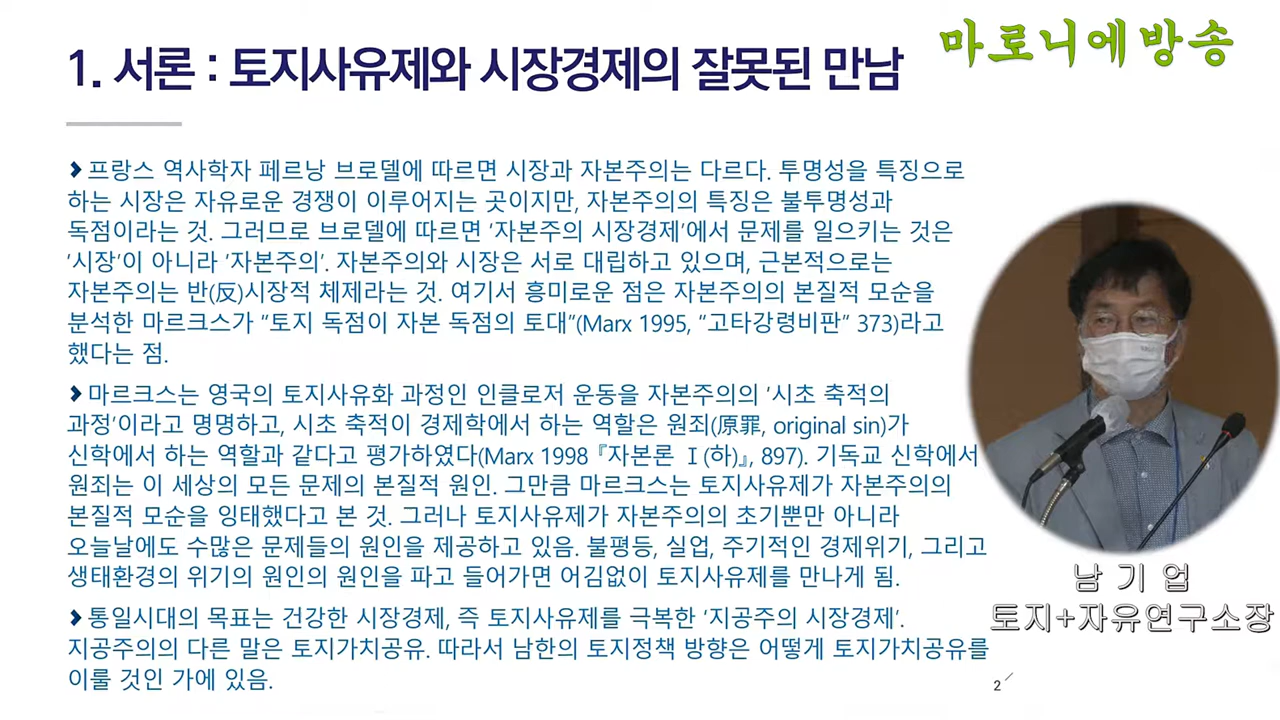 마로니에방송
1. 서론 : 토지사유제와 시장경제의 잘못된 만남
프랑스 역사학자 페르낭 브로델에 따르면 시장과 자본주의는 다르다. 투명성을 특징으로
하는 시장은 자유로운 경쟁이 이루어지는 곳이지만, 자본주의의 특징은 불투명성과
독점이라는 것. 그러므로 브로델에 따르면 '자본주의 시장경제'에서 문제를 일으키는 것은
'시장'이 아니라 '자본주의'. 자본주의와 시장은 서로 대립하고 있으며, 근본적으로는
자본주의는 반(反)시장적 체제라는 것. 여기서 흥미로운 점은 자본주의의 본질적 모순을
분석한 마르크스가 “토지 독점이 자본 독점의 토대”(Marx 1995, “고타강령비판” 373)라고
했다는 점.
마르크스는 영국의 토지사유화 과정인 인클로저 운동을 자본주의의 '시초 축적의
과정'이라고 명명하고, 시초 축적이 경제학에서 하는 역할은 원죄(原罪, original sin)가
신학에서 하는 역할과 같다고 평가하였다(Marx 1998 『자본론 Ⅰ(하)』, 897). 기독교 신학에서
원죄는 이 세상의 모든 문제의 본질적 원인. 그만큼 마르크스는 토지사유제가 자본주의의
본질적 모순을 잉태했다고 본 것. 그러나 토지사유제가 자본주의의 초기뿐만 아니라
오늘날에도 수많은 문제들의 원인을 제공하고 있음. 불평등, 실업, 주기적인 경제위기, 그리고
생태환경의 위기의 원인의 원인을 파고 들어가면 어김없이 토지사유제를 만나게 됨.
통일시대의 목표는 건강한 시장경제, 즉 토지사유제를 극복한 '지공주의 시장경제'.
지공주의의 다른 말은 토지가치공유. 따라서 남한의 토지정책 방향은 어떻게 토지가치공유를
이룰 것인 가에 있음.
남기업
토지+자유연구소장
2